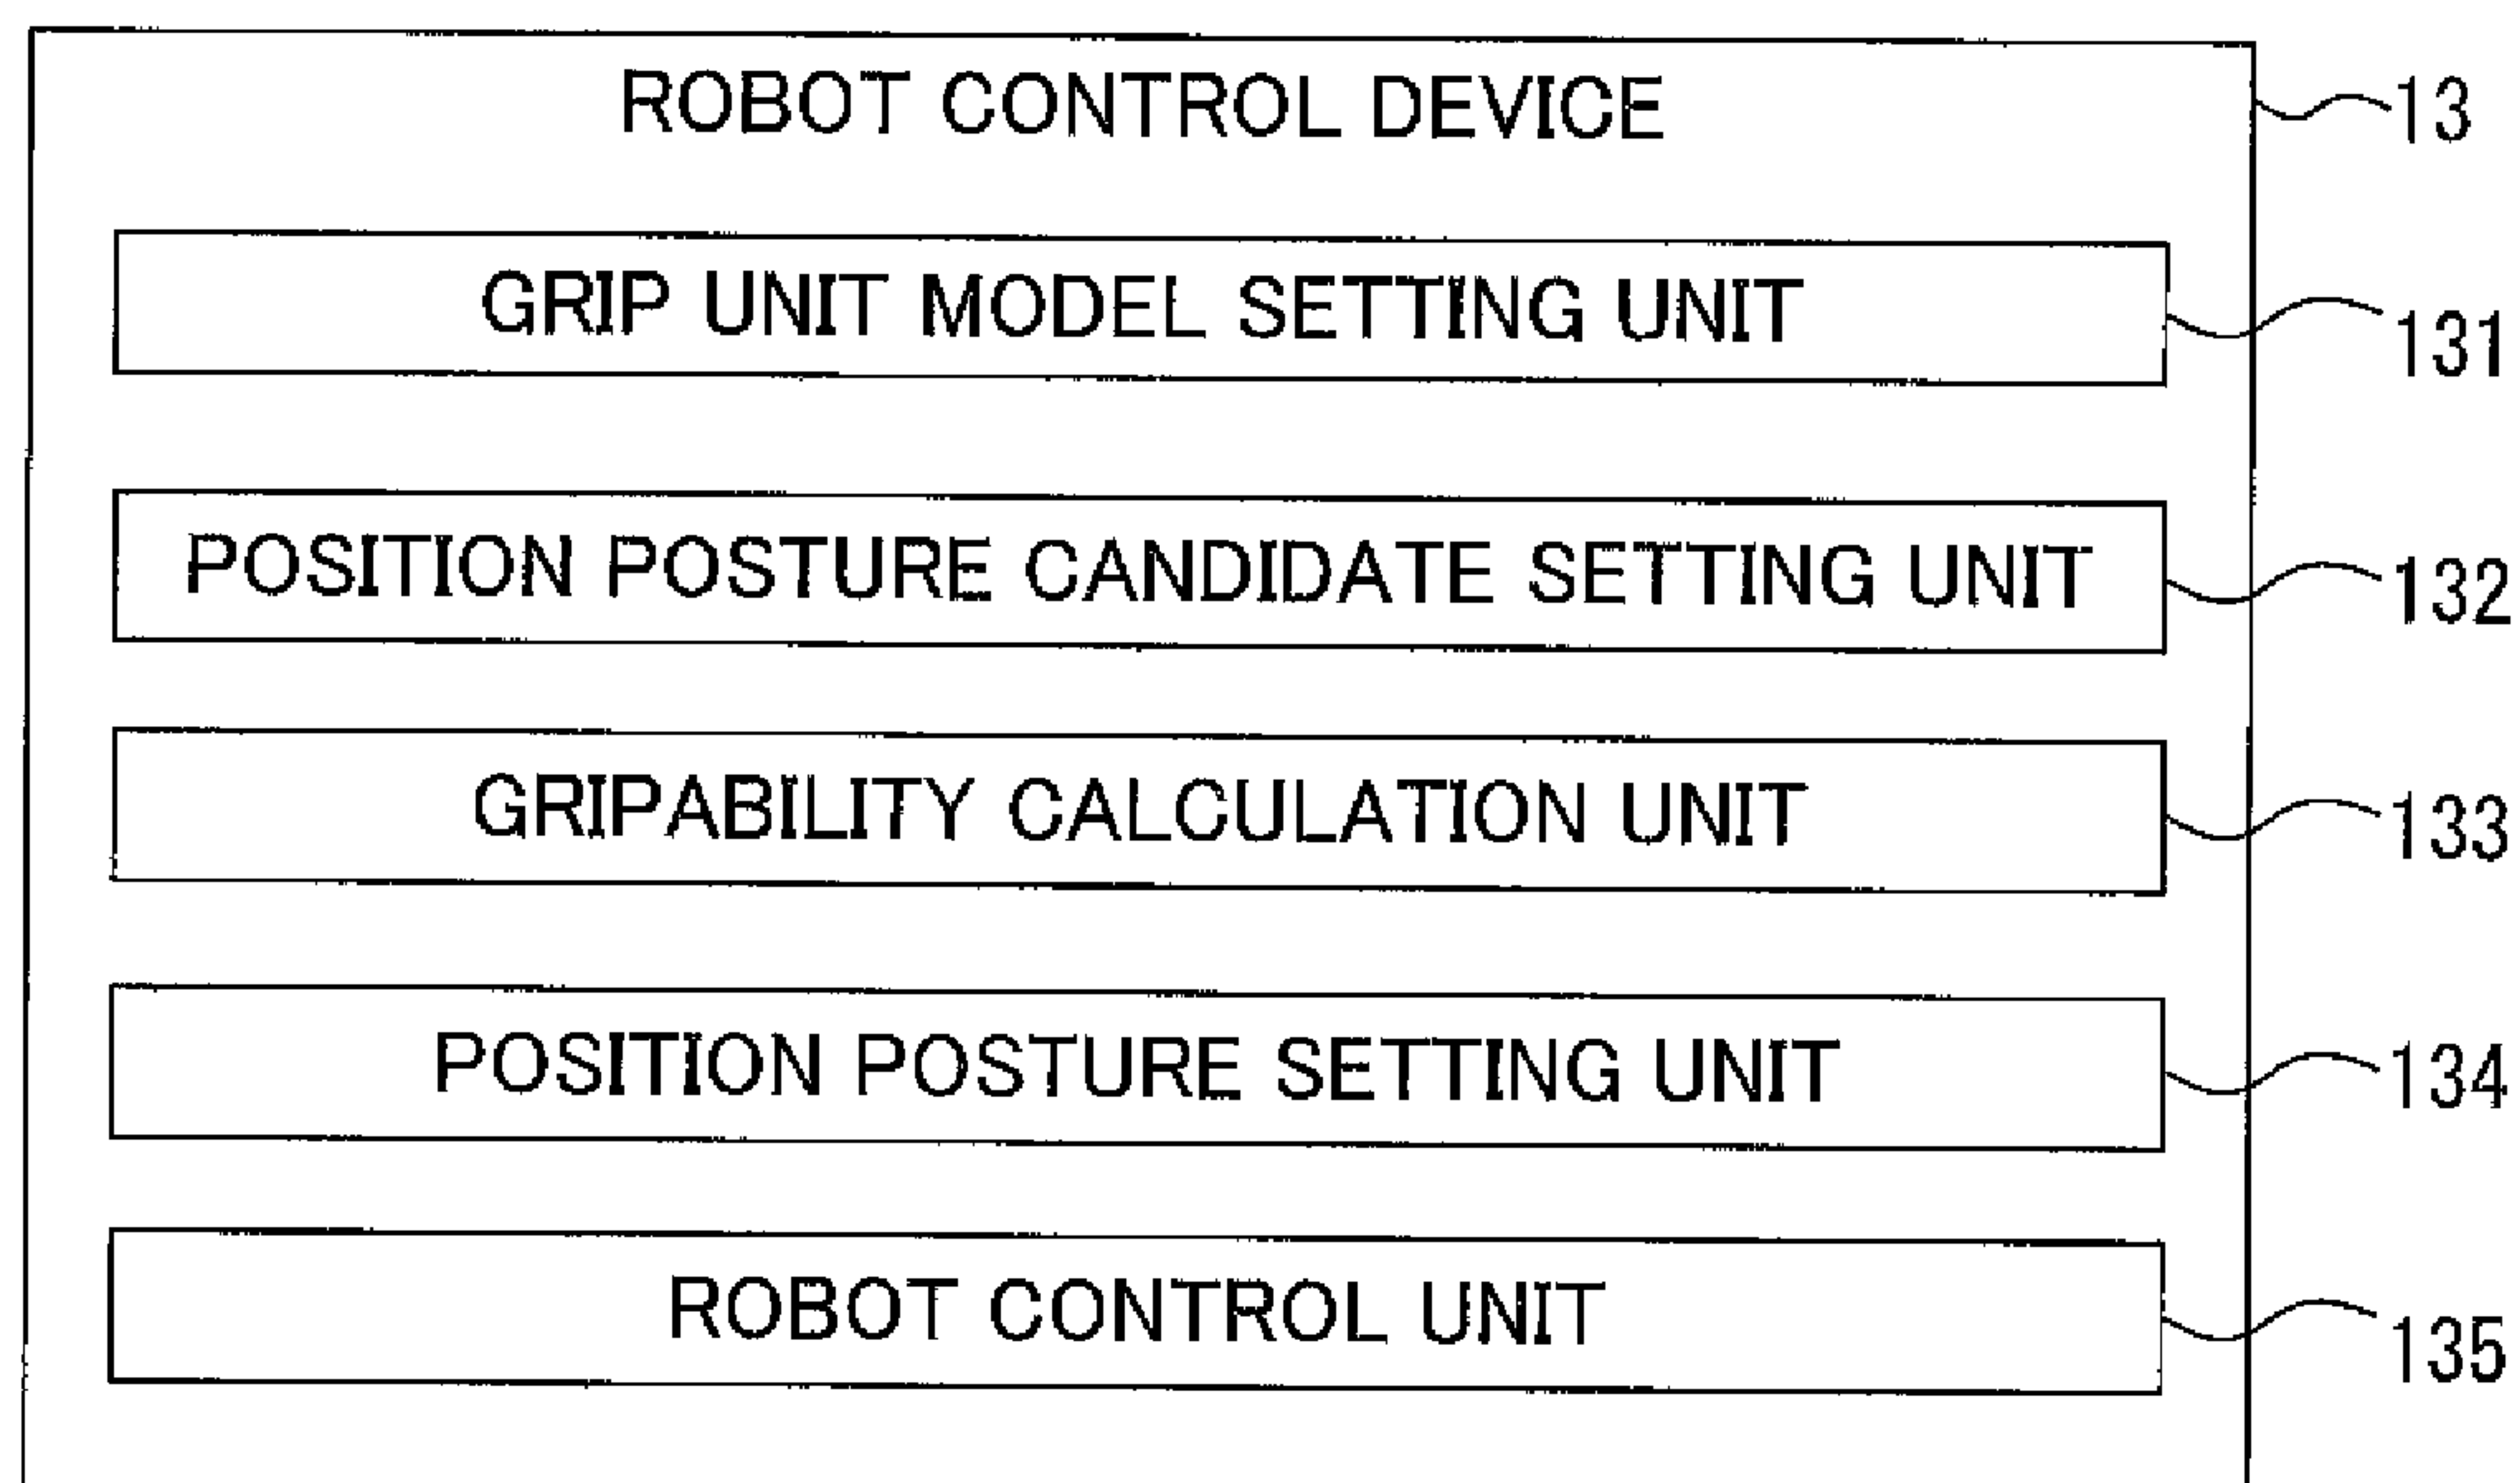 ROBOT CONTROL DEVICE 13
GRIP UNIT MODEL SETTING UNIT 131
POSITION POSTURE CANDIDATE SETTING UNIT 132
GRIPABILITY CALCULATION UNIT 133
POSITION POSTURE SETTING UNIT 134
ROBOT CONTROL UNIT 135